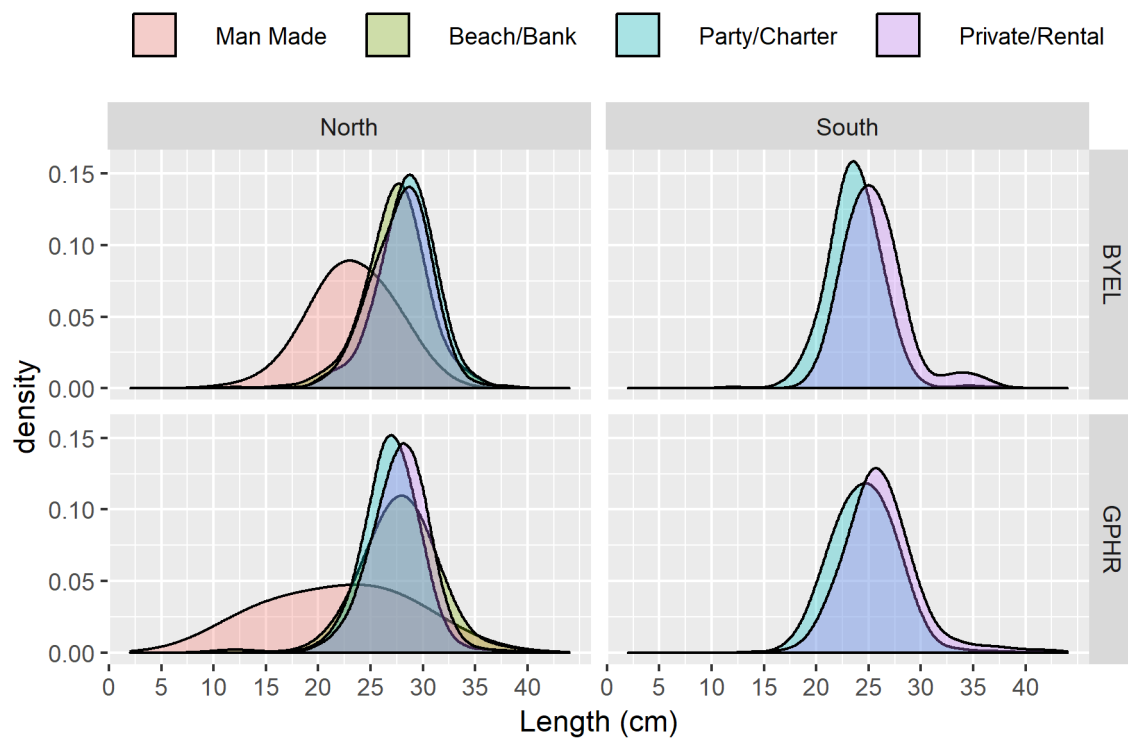 Man Made Beach/Bank Party/Charter Private/Rental
North South
0.15
0.10
0.05
0.00
BYEL
density
0.15
0.10
0.05
0.00
GPHR
0 5 10 15 20 25 30 35 40 0 5 10 15 20 25 30 35 40
Length (cm)